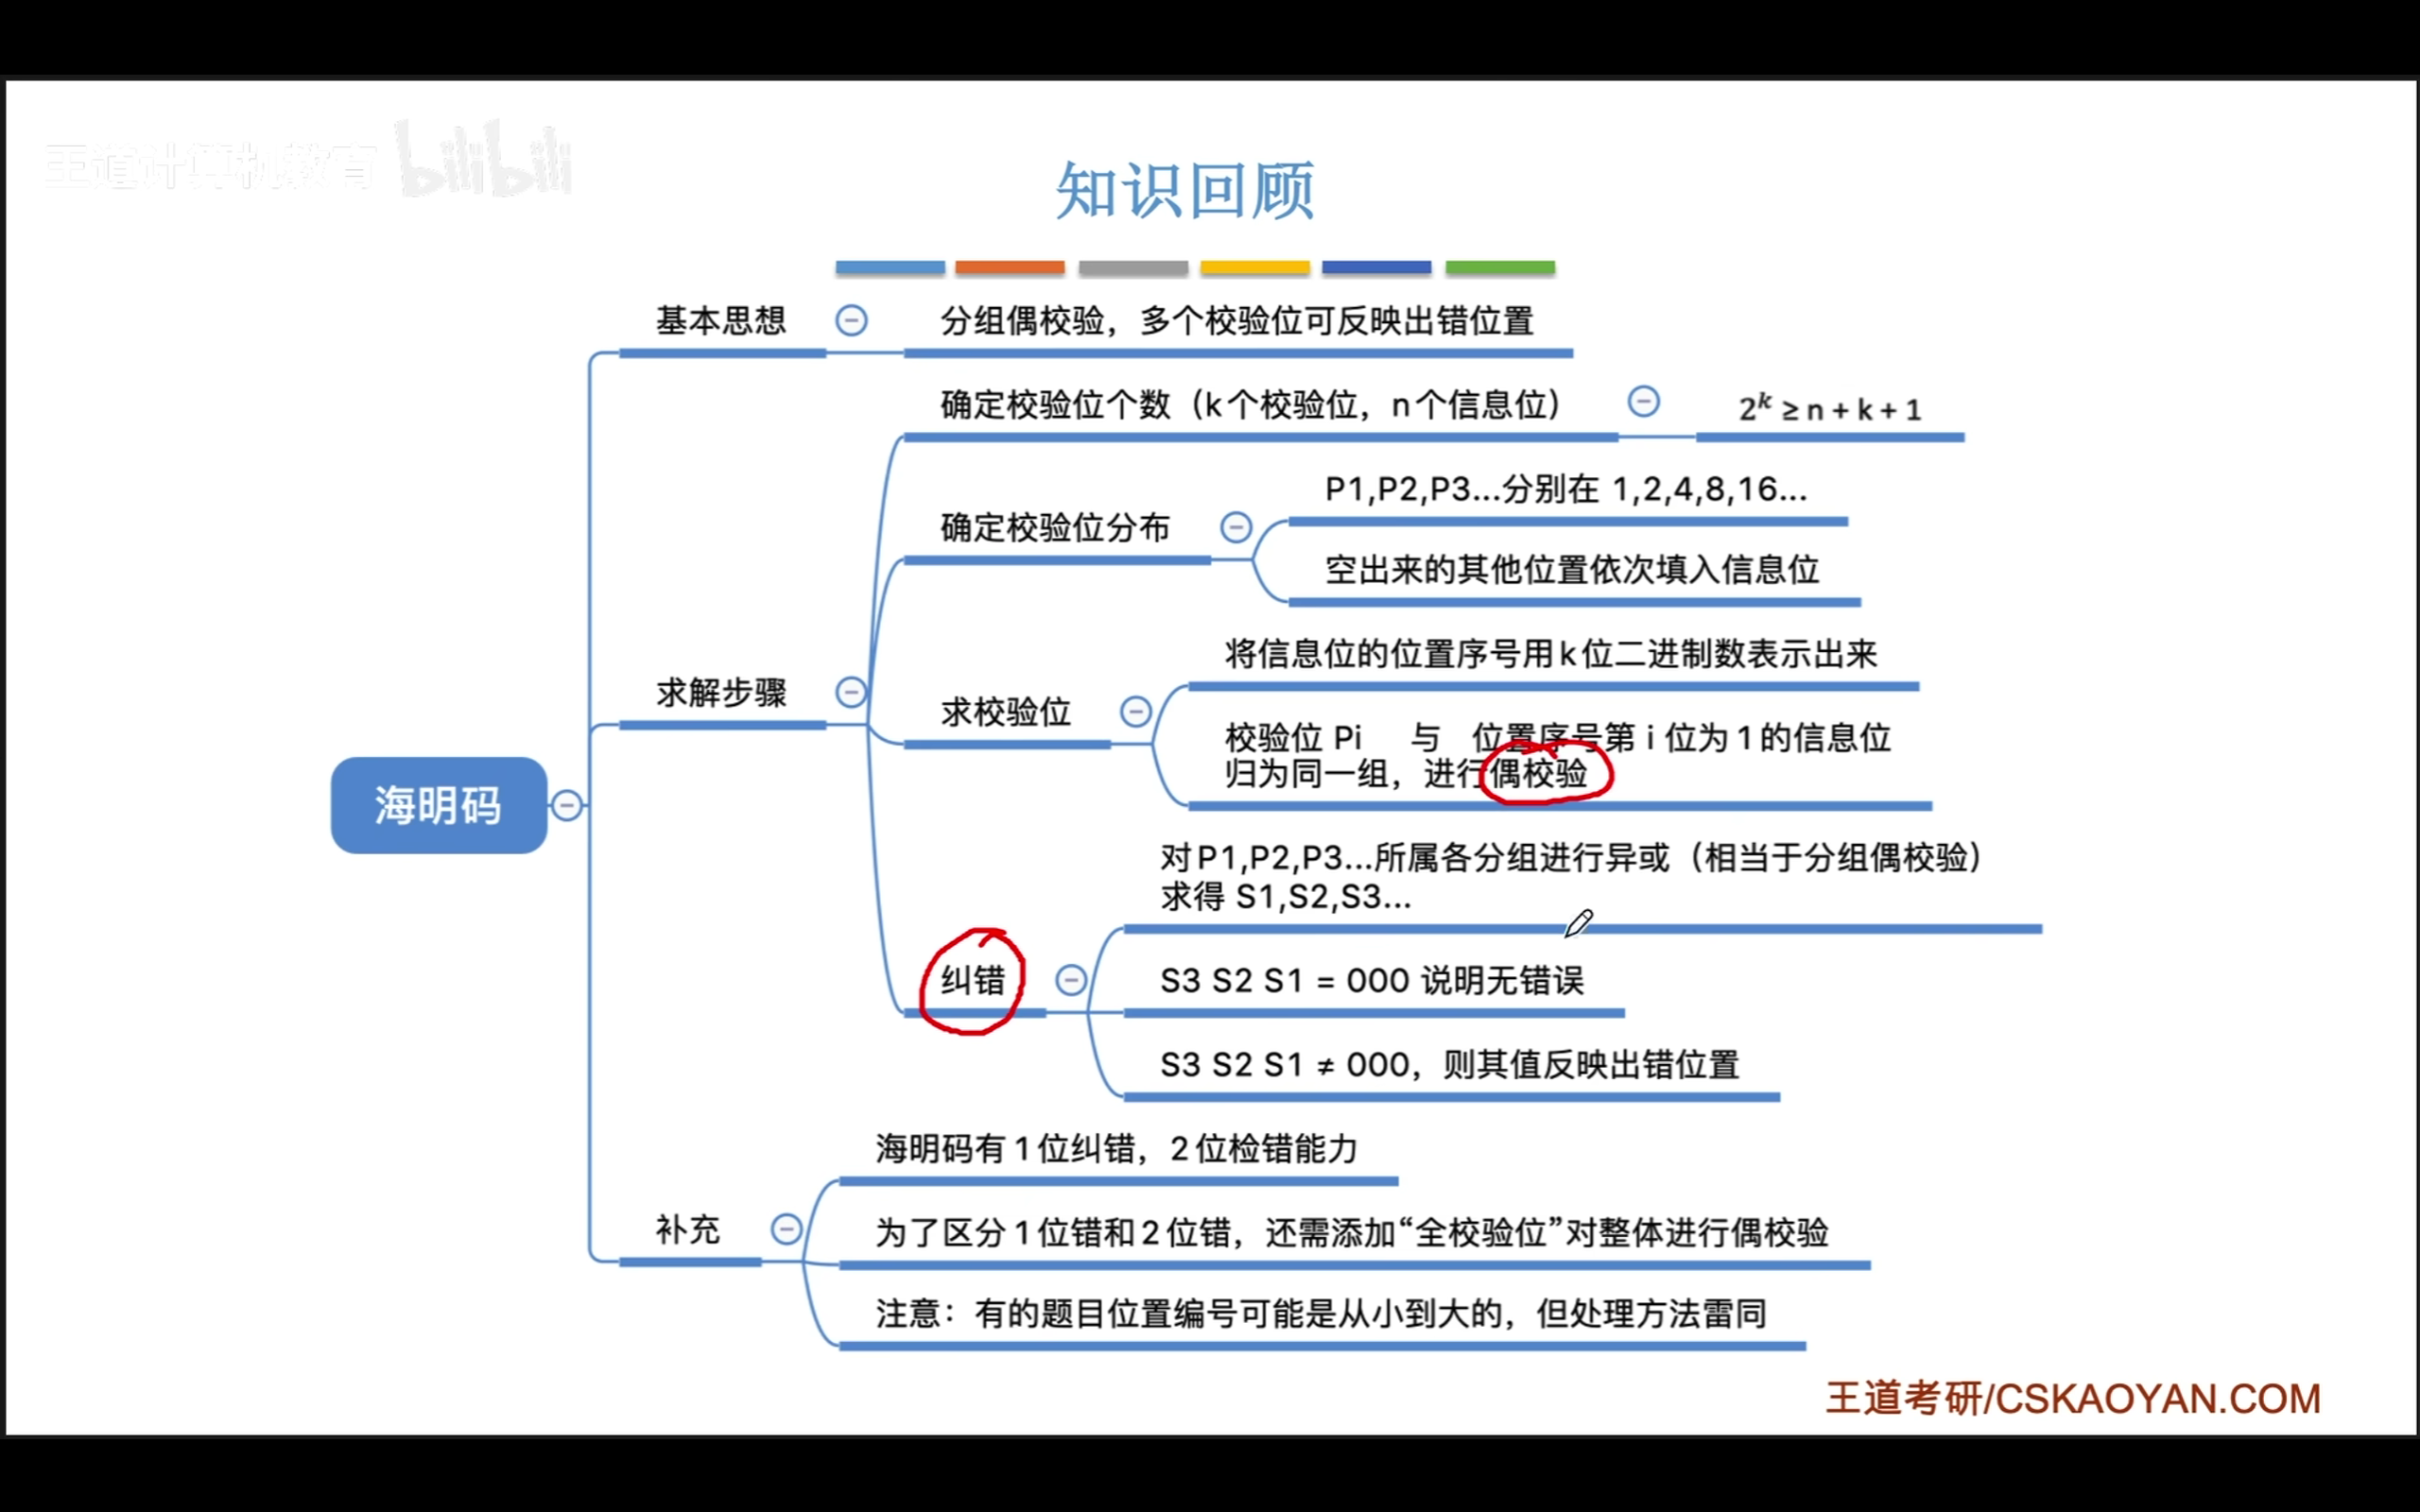 王道计算机教育 bilibili
知识回顾
基本思想
分组偶校验，多个校验位可反映出错位置
确定校验位个数（k个校验位，n个信息位）
2^k ≥ n + k + 1
P1,P2,P3...分别在 1,2,4,8,16...
确定校验位分布
空出来的其他位置依次填入信息位
将信息位的位置序号用k位二进制数表示出来
求解步骤
求校验位
校验位 Pi 与 位置序号第 i 位为1的信息位
归为同一组，进行偶校验
海明码
对P1,P2,P3...所属各分组进行异或（相当于分组偶校验）
求得 S1,S2,S3...
纠错
S3 S2 S1 = 000 说明无错误
S3 S2 S1 ≠ 000，则其值反映出错位置
海明码有1位纠错，2位检错能力
补充
为了区分1位错和2位错，还需添加“全校验位”对整体进行偶校验
注意：有的题目位置编号可能是从小到大的，但处理方法雷同
王道考研/CSKAOYAN.COM